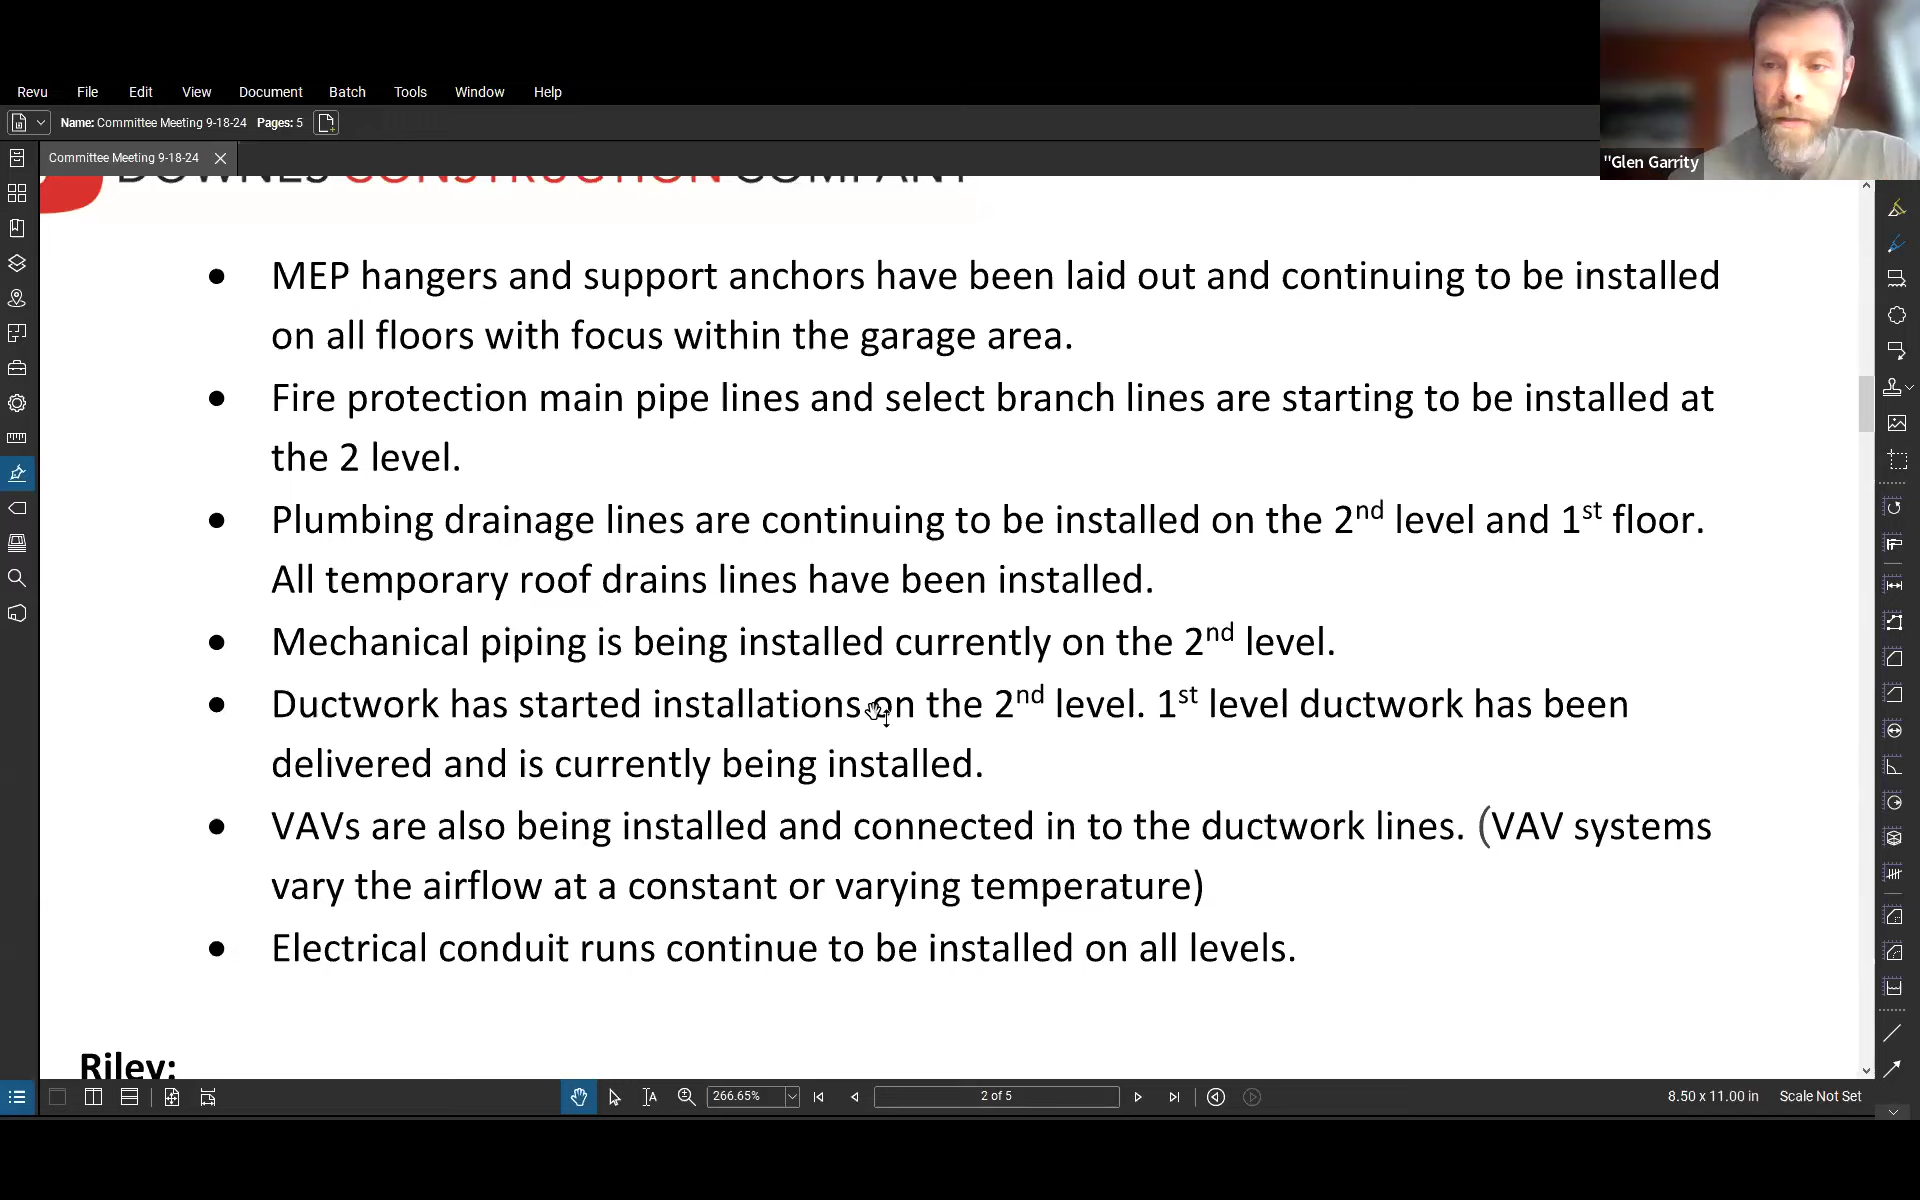 "Glen Garrity
Revu File Edit View Document Batch Tools Window Help
Name: Committee Meeting 9-18-24 Pages: 5
Committee Meeting 9-18-24
DOWNES CONSTRUCTION COMPANY
• MEP hangers and support anchors have been laid out and continuing to be installed
on all floors with focus within the garage area.
• Fire protection main pipe lines and select branch lines are starting to be installed at
the 2 level.
• Plumbing drainage lines are continuing to be installed on the 2nd level and 1st floor.
All temporary roof drains lines have been installed.
• Mechanical piping is being installed currently on the 2nd level.
• Ductwork has started installations on the 2nd level. 1st level ductwork has been
delivered and is currently being installed.
• VAVs are also being installed and connected in to the ductwork lines. (VAV systems
vary the airflow at a constant or varying temperature)
• Electrical conduit runs continue to be installed on all levels.
Riley:
266.65% 2 of 5 8.50 x 11.00 in Scale Not Set